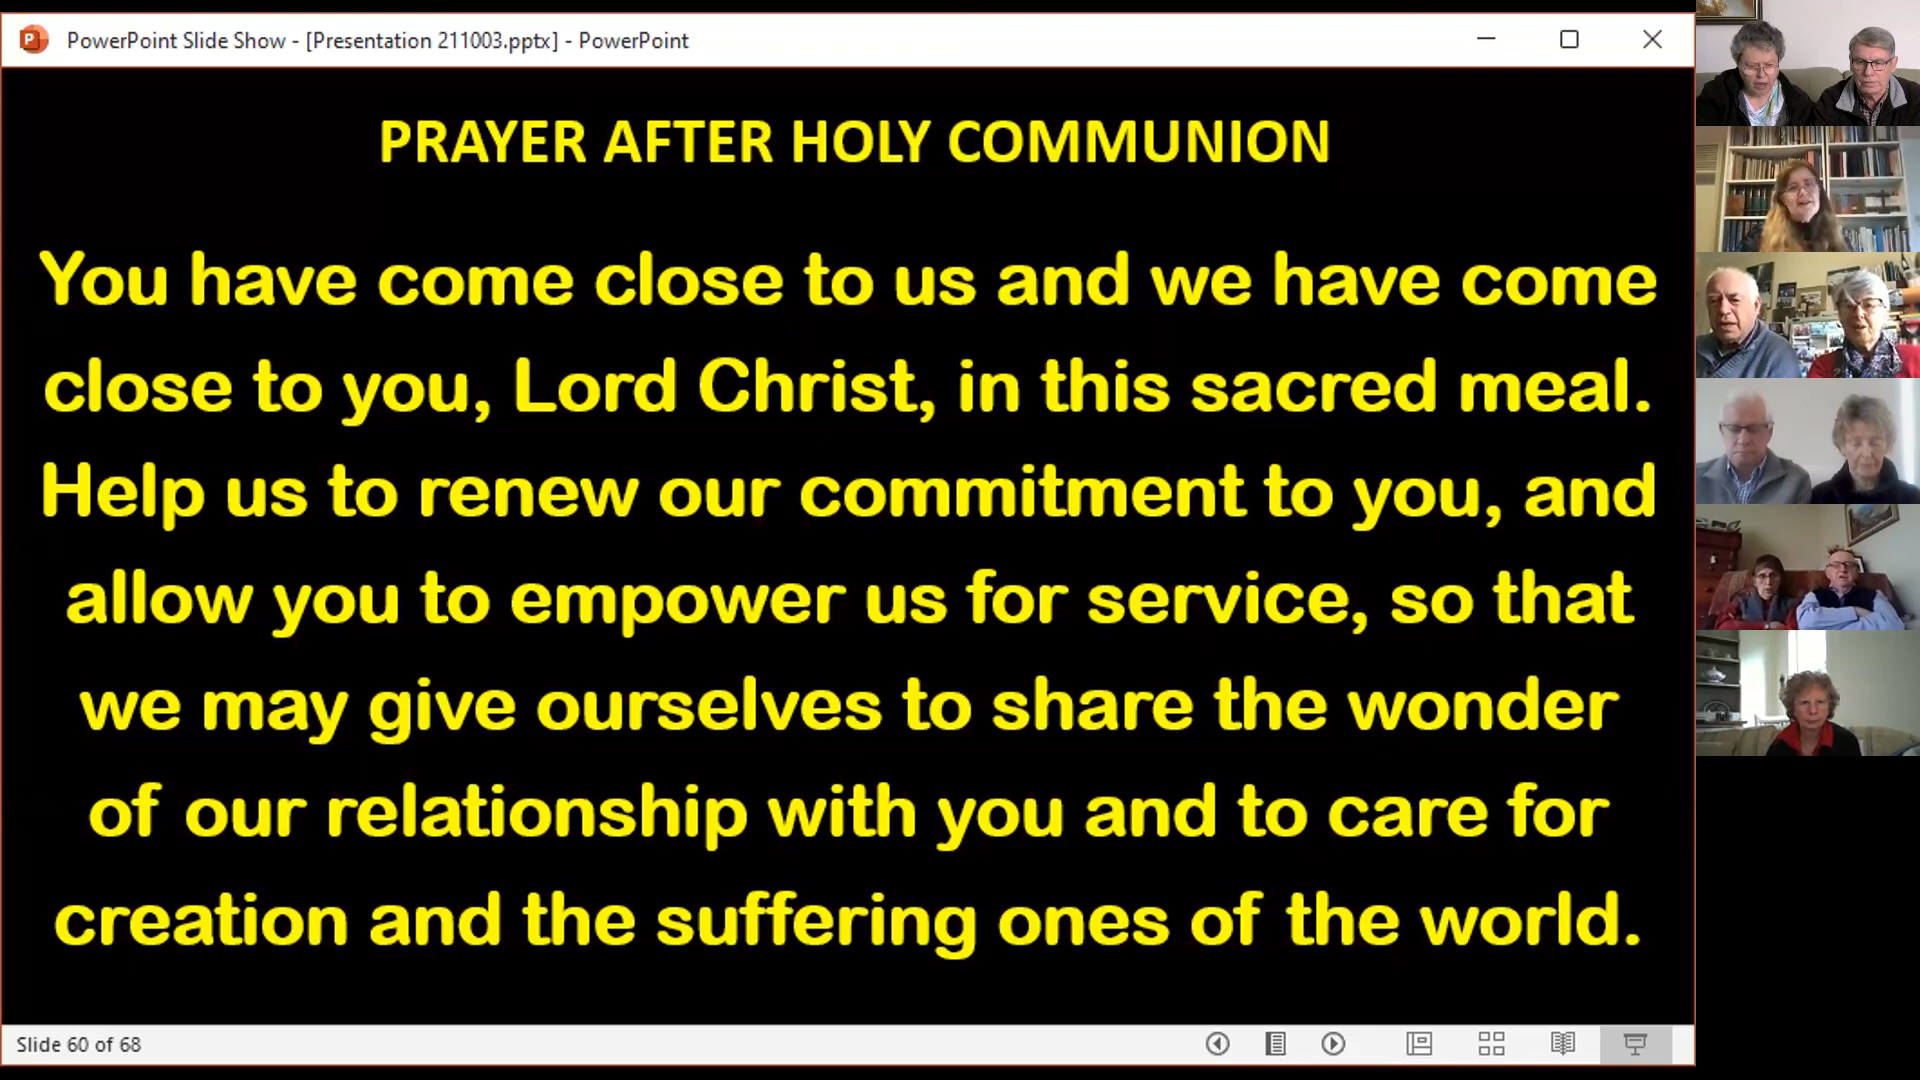 PowerPoint Slide Show - [Presentation 211003.pptx] - PowerPoint
PRAYER AFTER HOLY COMMUNION
You have come close to us and we have come
close to you, Lord Christ, in this sacred meal.
Help us to renew our commitment to you, and
allow you to empower us for service, so that
we may give ourselves to share the wonder
of our relationship with you and to care for
creation and the suffering ones of the world.
Slide 60 of 68